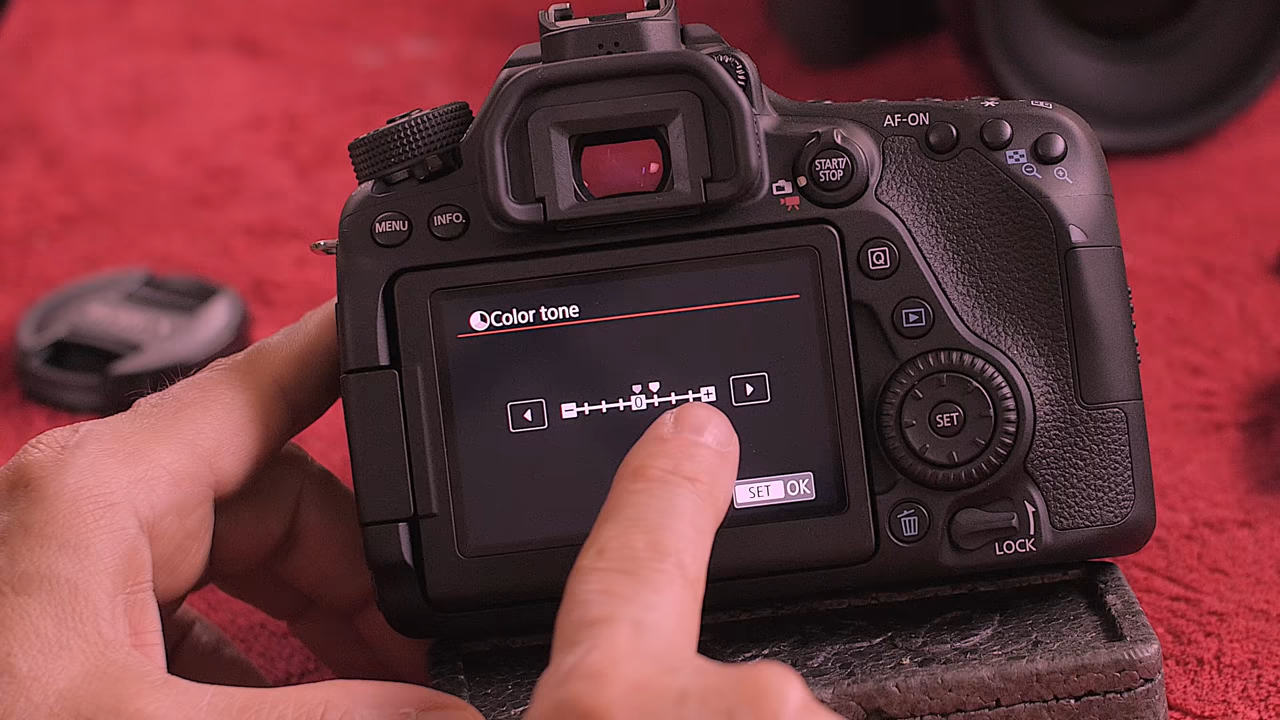 AF-ON
START/
STOP
MENU
INFO.
Q
Color tone
0
SET
SET OK
LOCK